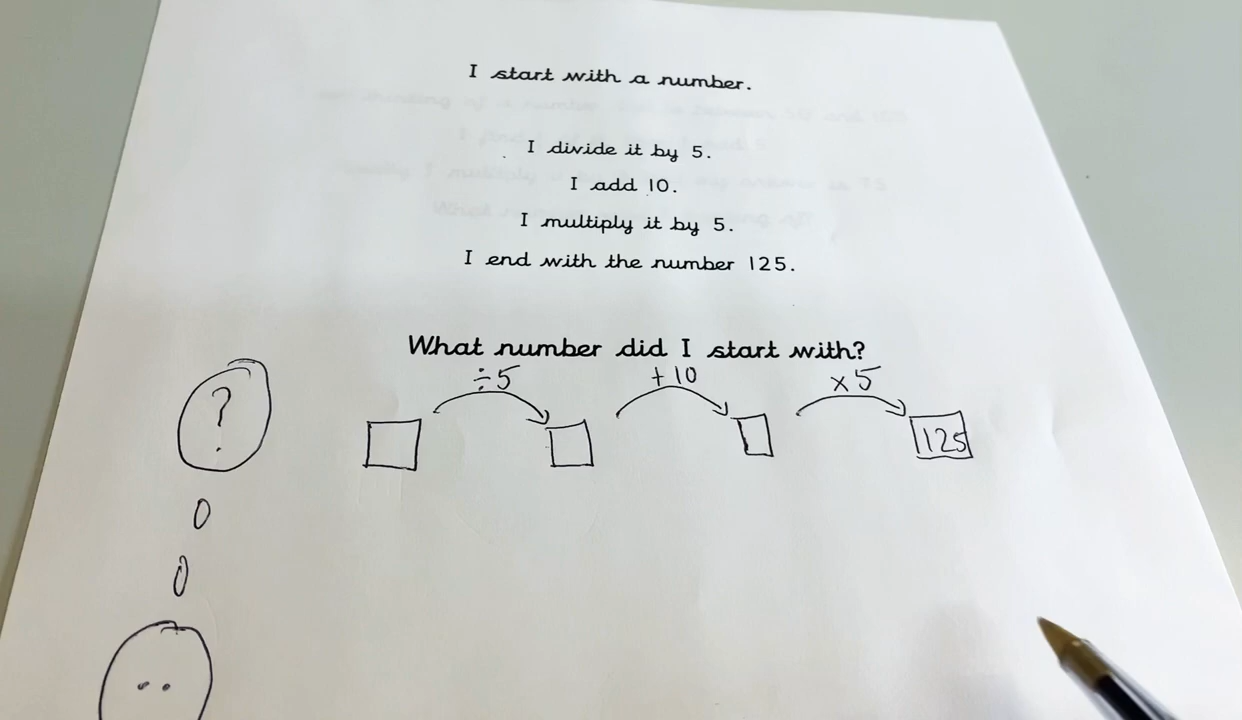 I start with a number.
I divide it by 5.
I add 10.
I multiply it by 5.
I end with the number 125.
What number did I start with?
÷5 +10 ×5
?
125